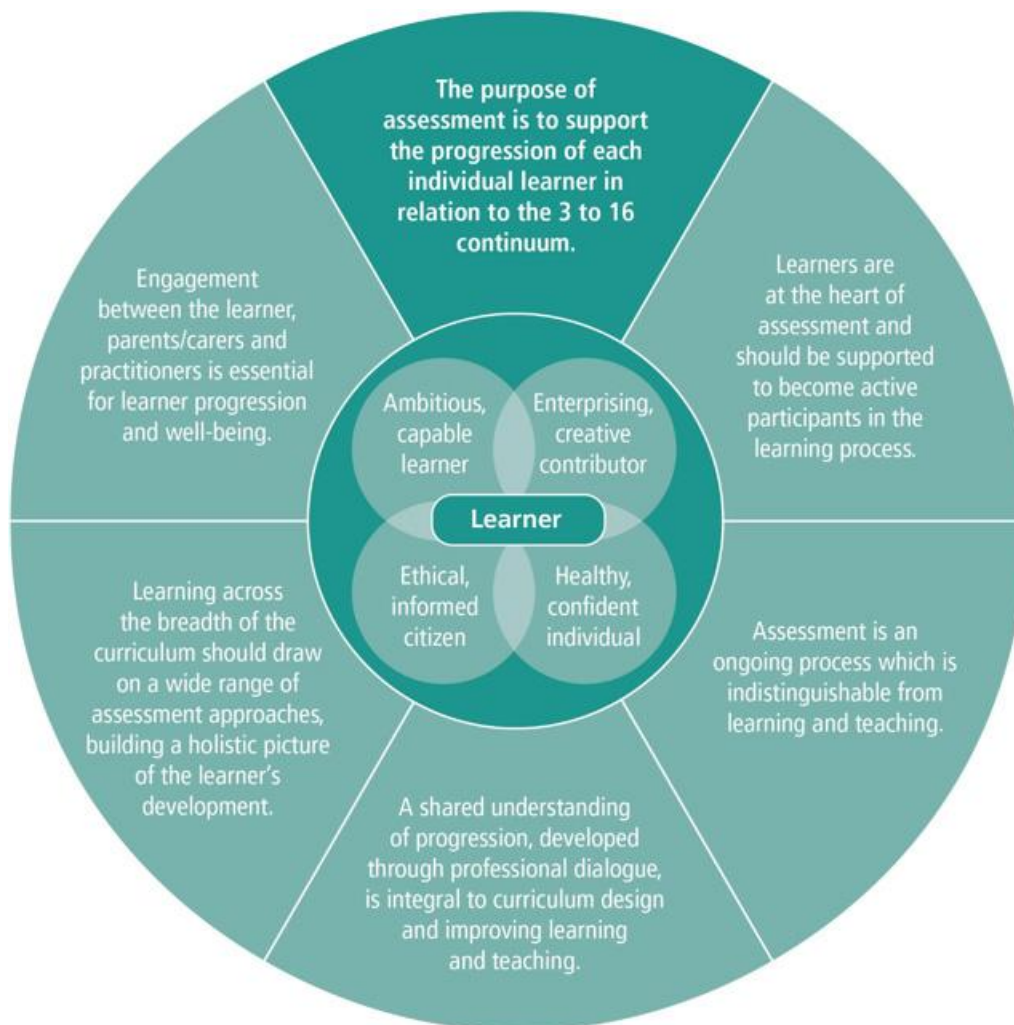 The purpose of
assessment is to support
the progression of each
individual learner in
relation to the 3 to 16
continuum.
Learners are
at the heart of
assessment and
should be supported
to become active
participants in the
learning process.
Assessment is an
ongoing process which is
indistinguishable from
learning and teaching.
A shared understanding
of progression, developed
through professional dialogue,
is integral to curriculum design
and improving learning
and teaching.
Learning across
the breadth of the
curriculum should draw
on a wide range of
assessment approaches,
building a holistic picture
of the learner’s
development.
Engagement
between the learner,
parents/carers and
practitioners is essential
for learner progression
and well-being.
Ambitious,
capable
learner
Enterprising,
creative
contributor
Learner
Ethical,
informed
citizen
Healthy,
confident
individual